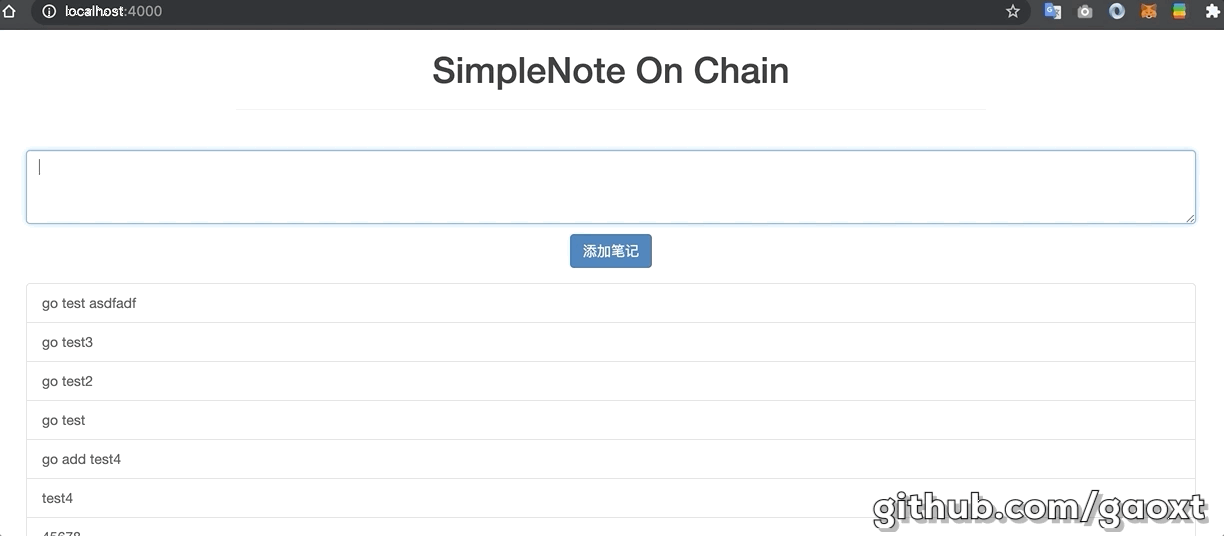 localhost:4000
SimpleNote On Chain
添加笔记
go test asdfadf
go test3
go test2
go test
go add test4
test4
45678
github.com/gaoxt